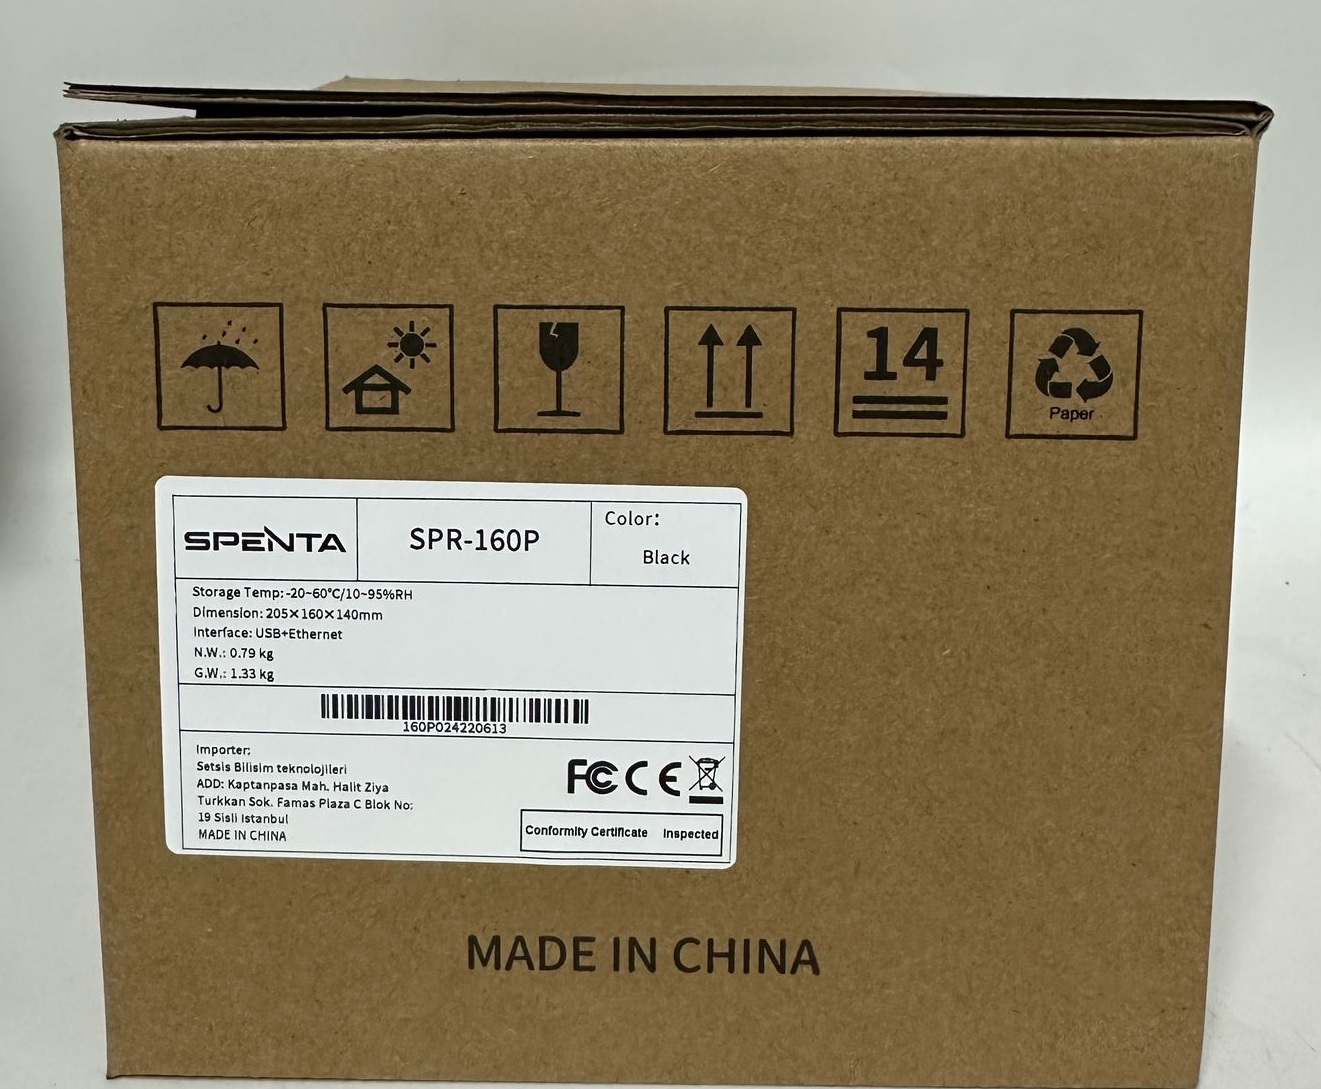 14
Paper
SPENTA
SPR-160P
Color:
Black
Storage Temp:-20~60°C/10~95%RH
Dimension: 205×160×140mm
Interface: USB+Ethernet
N.W.: 0.79 kg
G.W.: 1.33 kg
160P024220613
Importer:
Setsis Bilisim teknolojileri
ADD: Kaptanpasa Mah. Halit Ziya
Turkkan Sok. Famas Plaza C Blok No:
19 Sisli Istanbul
MADE IN CHINA
FC CE
Conformity Certificate Inspected
MADE IN CHINA